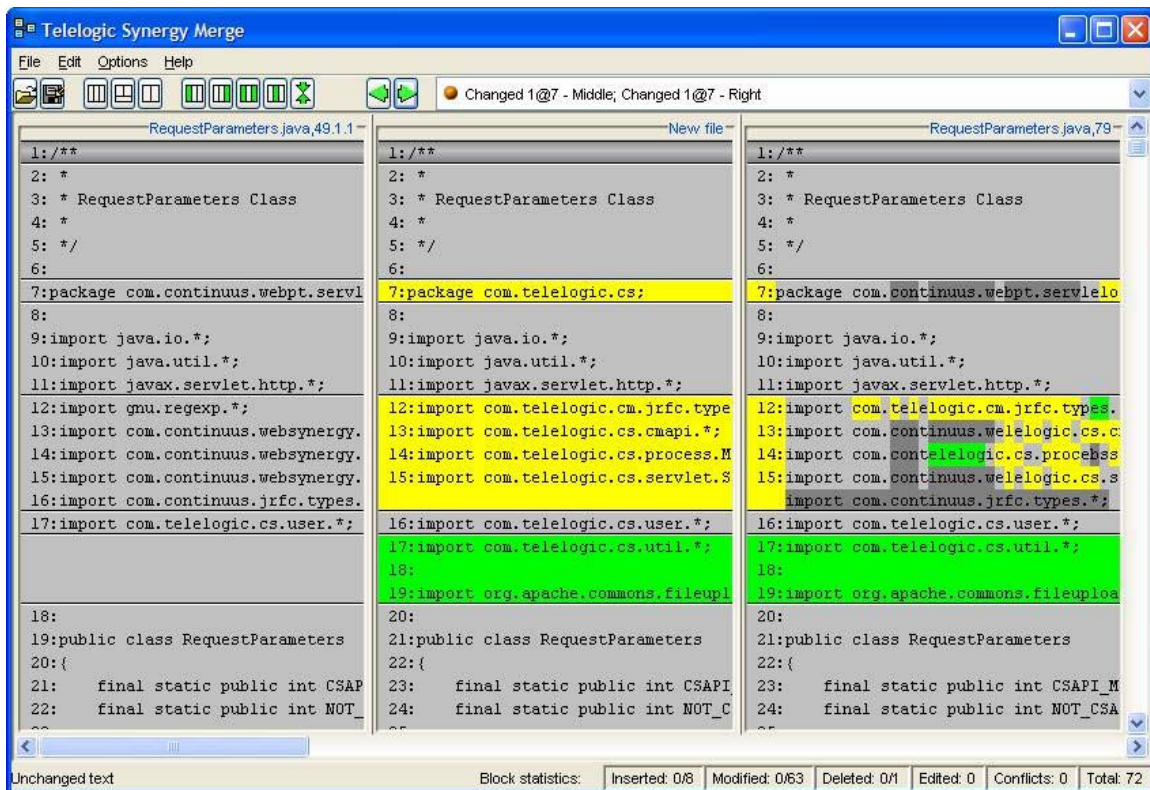 Telelogic Synergy Merge
File Edit Options Help
Changed 1@7 - Middle; Changed 1@7 - Right
RequestParameters.java,49.1.1
1:/**
2: *
3: * RequestParameters Class
4: *
5: */
6:
7:package com.continuus.webpt.servl
8:
9:import java.io.*;
10:import java.util.*;
11:import javax.servlet.http.*;
12:import gnu.regexp.*;
13:import com.continuus.websynergy.
14:import com.continuus.websynergy.
15:import com.continuus.websynergy.
16:import com.continuus.jrfc.types.
17:import com.telelogic.cs.user.*;
18:
19:public class RequestParameters
20:{
21: final static public int CSAP
22: final static public int NOT_
New file
1:/**
2: *
3: * RequestParameters Class
4: *
5: */
6:
7:package com.telelogic.cs;
8:
9:import java.io.*;
10:import java.util.*;
11:import javax.servlet.http.*;
12:import com.telelogic.cm.jrfc.type
13:import com.telelogic.cs.cmapi.*;
14:import com.telelogic.cs.process.M
15:import com.telelogic.cs.servlet.S
16:import com.telelogic.cs.user.*;
17:import com.telelogic.cs.util.*;
18:
19:import org.apache.commons.fileupl
20:
21:public class RequestParameters
22:{
23: final static public int CSAPI_
24: final static public int NOT_C
RequestParameters.java,79
1:/**
2: *
3: * RequestParameters Class
4: *
5: */
6:
7:package com.continuus.webpt.servlelo
8:
9:import java.io.*;
10:import java.util.*;
11:import javax.servlet.http.*;
12:import com.telelogic.cm.jrfc.types.
13:import com.continuus.welelogic.cs.c
14:import com.contelelogic.cs.procebss
15:import com.continuus.welelogic.cs.s
import com.continuus.jrfc.types.*;
16:import com.telelogic.cs.user.*;
17:import com.telelogic.cs.util.*;
18:
19:import org.apache.commons.fileuploa
20:
21:public class RequestParameters
22:{
23: final static public int CSAPI_M
24: final static public int NOT_CSA
Unchanged text Block statistics: Inserted: 0/8 Modified: 0/63 Deleted: 0/1 Edited: 0 Conflicts: 0 Total: 72